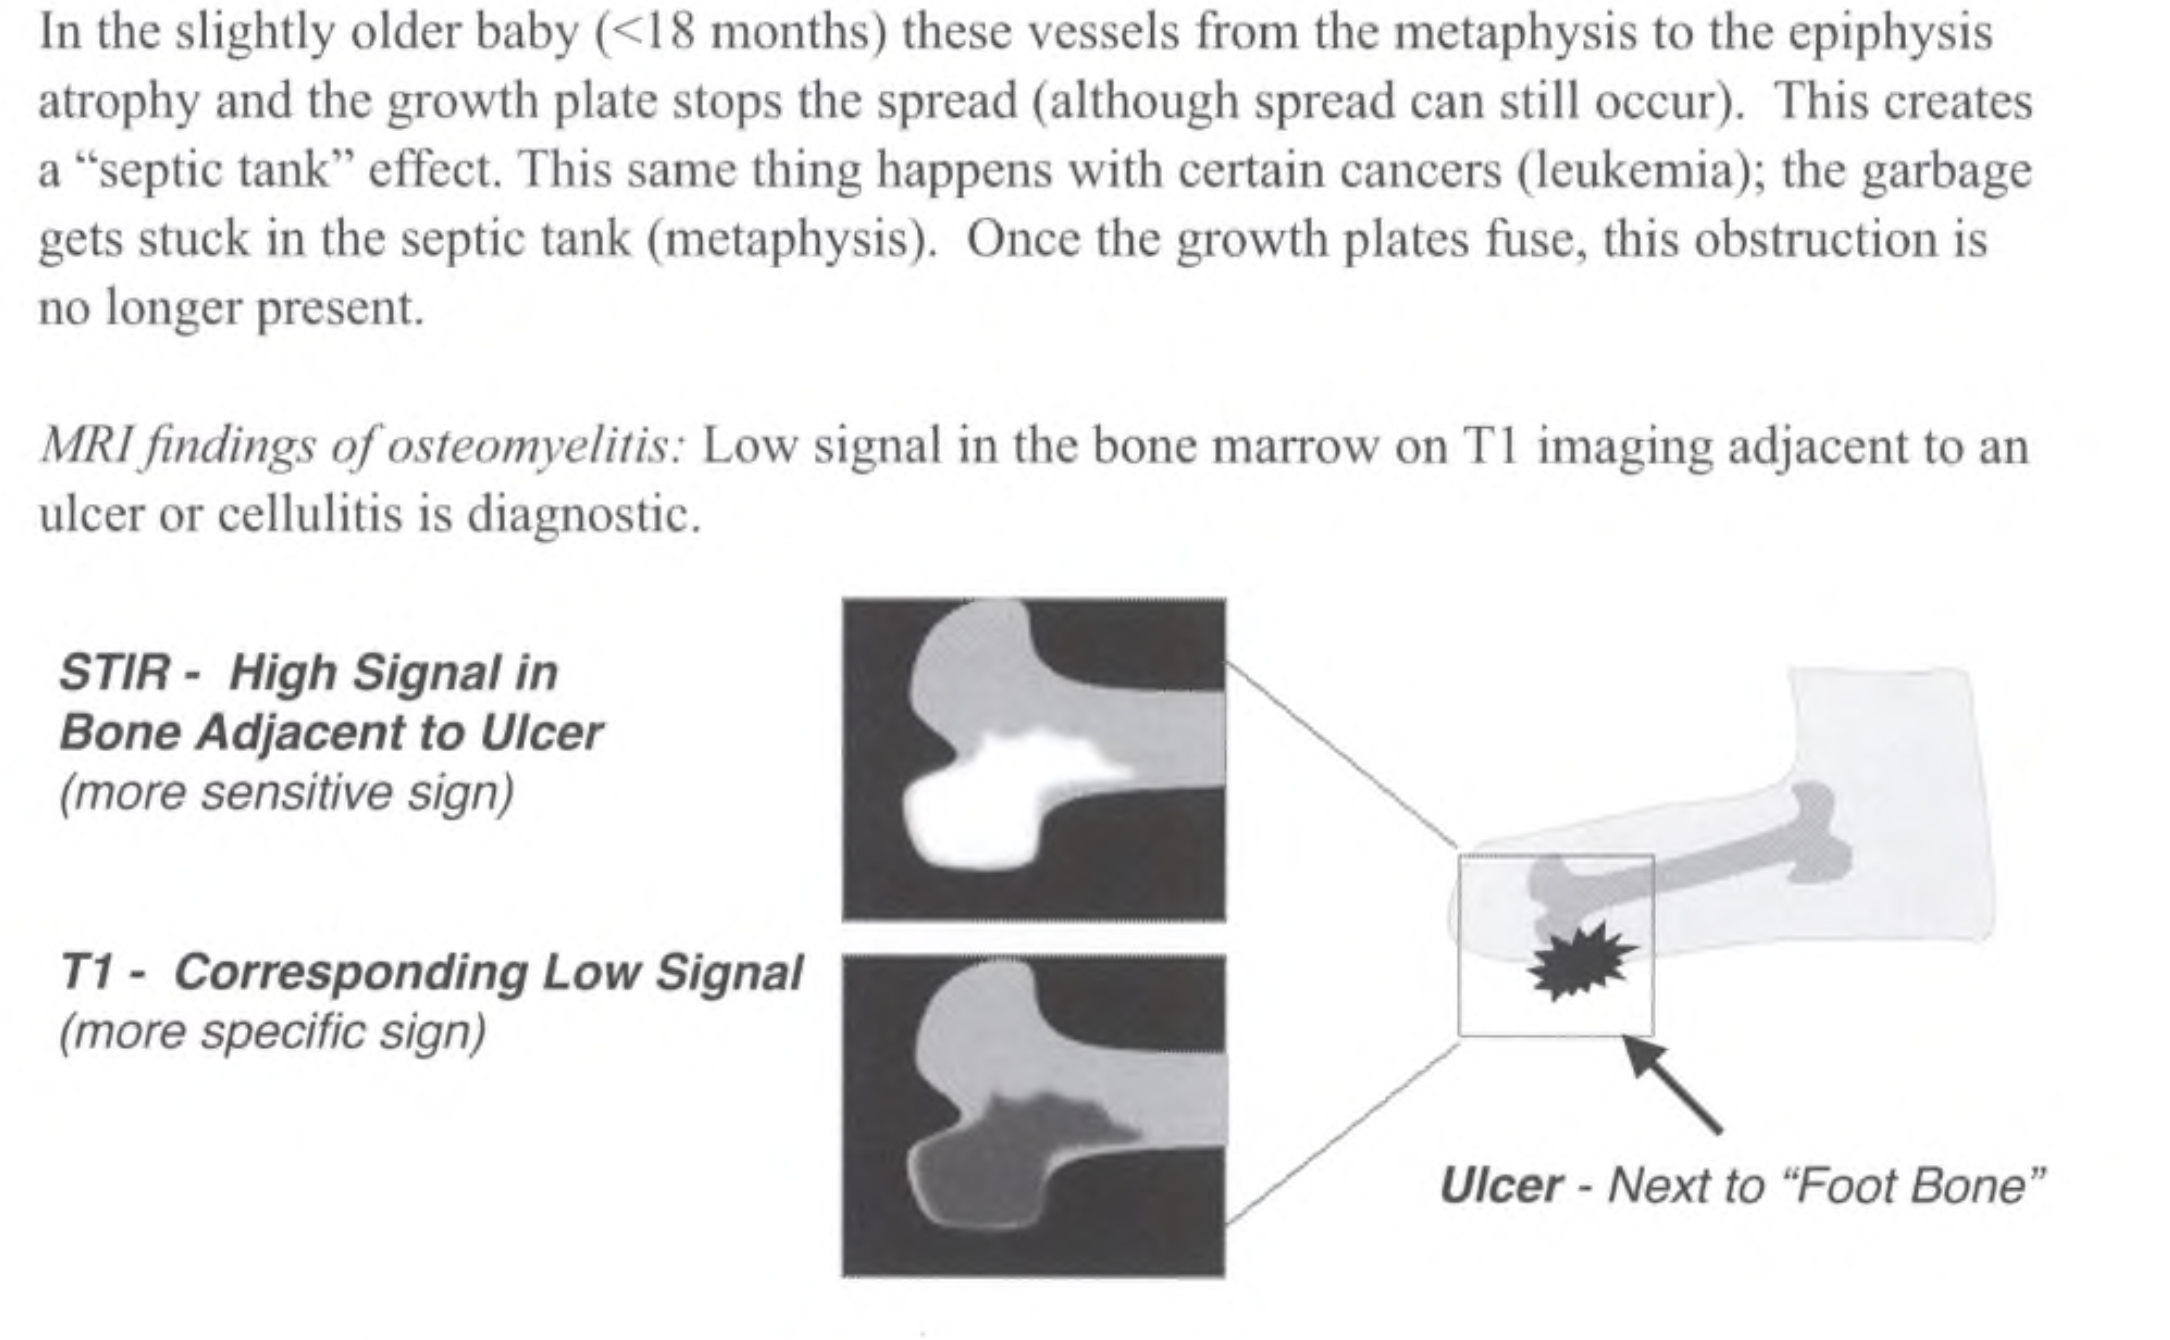 In the slightly older baby (<18 months) these vessels from the metaphysis to the epiphysis
atrophy and the growth plate stops the spread (although spread can still occur).  This creates
a “septic tank” effect. This same thing happens with certain cancers (leukemia); the garbage
gets stuck in the septic tank (metaphysis).  Once the growth plates fuse, this obstruction is
no longer present.
MRI findings of osteomyelitis: Low signal in the bone marrow on T1 imaging adjacent to an
ulcer or cellulitis is diagnostic.
STIR -  High Signal in
Bone Adjacent to Ulcer
(more sensitive sign)
T1 -  Corresponding Low Signal
(more specific sign)
Ulcer - Next to “Foot Bone”